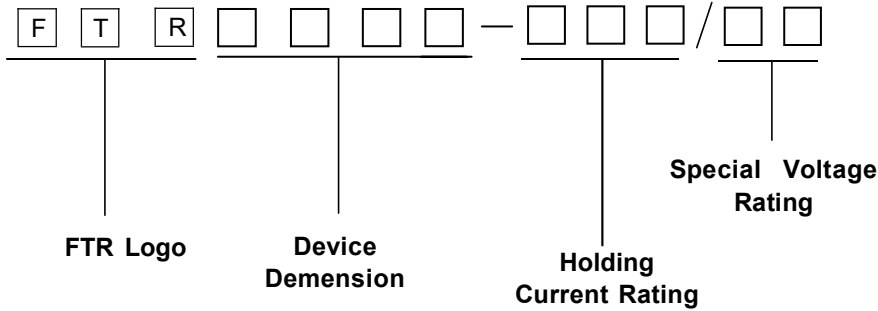 F T R □ □ □ □ — □ □ □ / □ □
Special Voltage
Rating
FTR Logo
Device
Demension
Holding
Current Rating